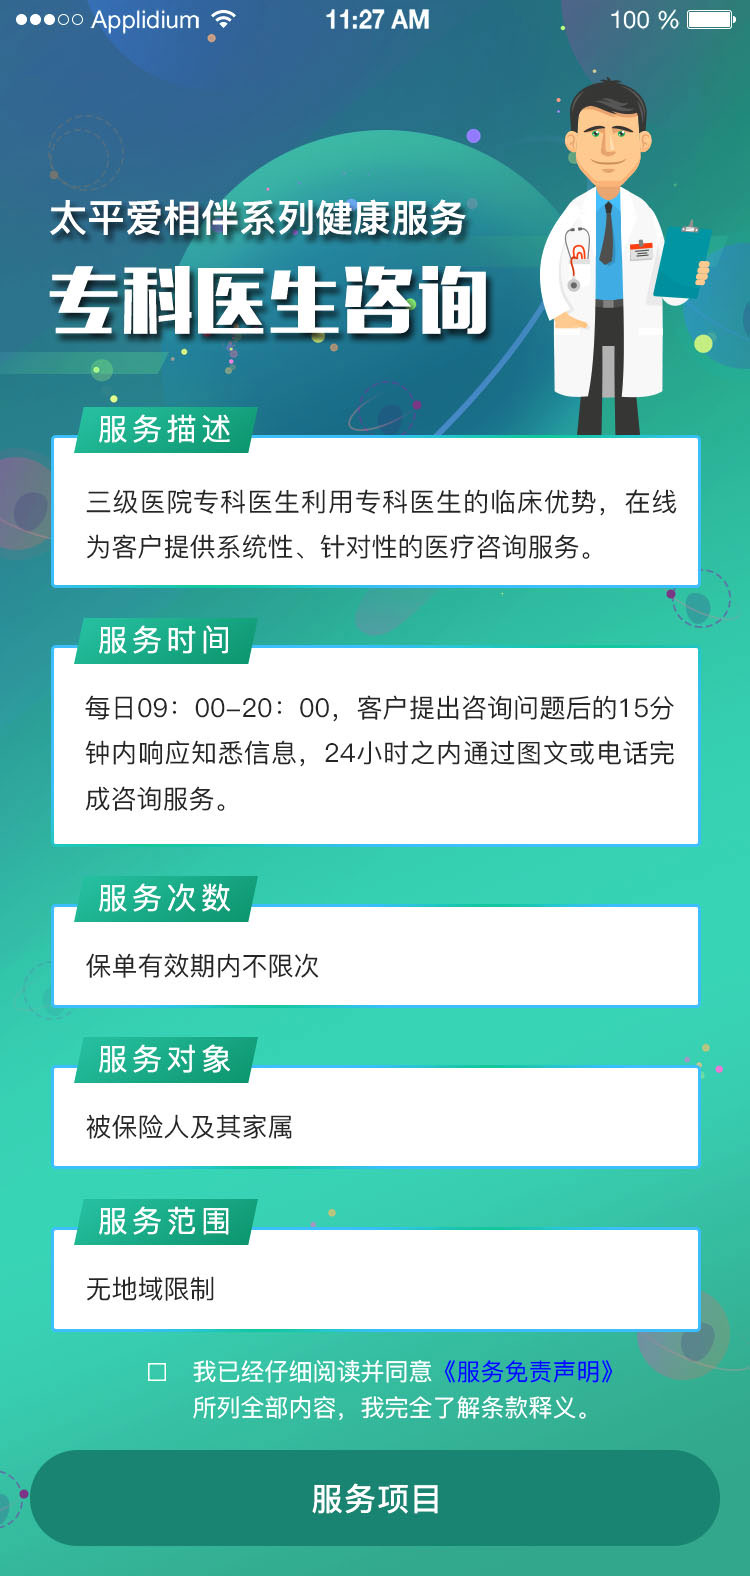 Applidium 11:27 AM 100 %
太平爱相伴系列健康服务
专科医生咨询
服务描述
三级医院专科医生利用专科医生的临床优势，在线
为客户提供系统性、针对性的医疗咨询服务。
服务时间
每日09：00-20：00，客户提出咨询问题后的15分
钟内响应知悉信息，24小时之内通过图文或电话完
成咨询服务。
服务次数
保单有效期内不限次
服务对象
被保险人及其家属
服务范围
无地域限制
我已经仔细阅读并同意《服务免责声明》
所列全部内容，我完全了解条款释义。
服务项目